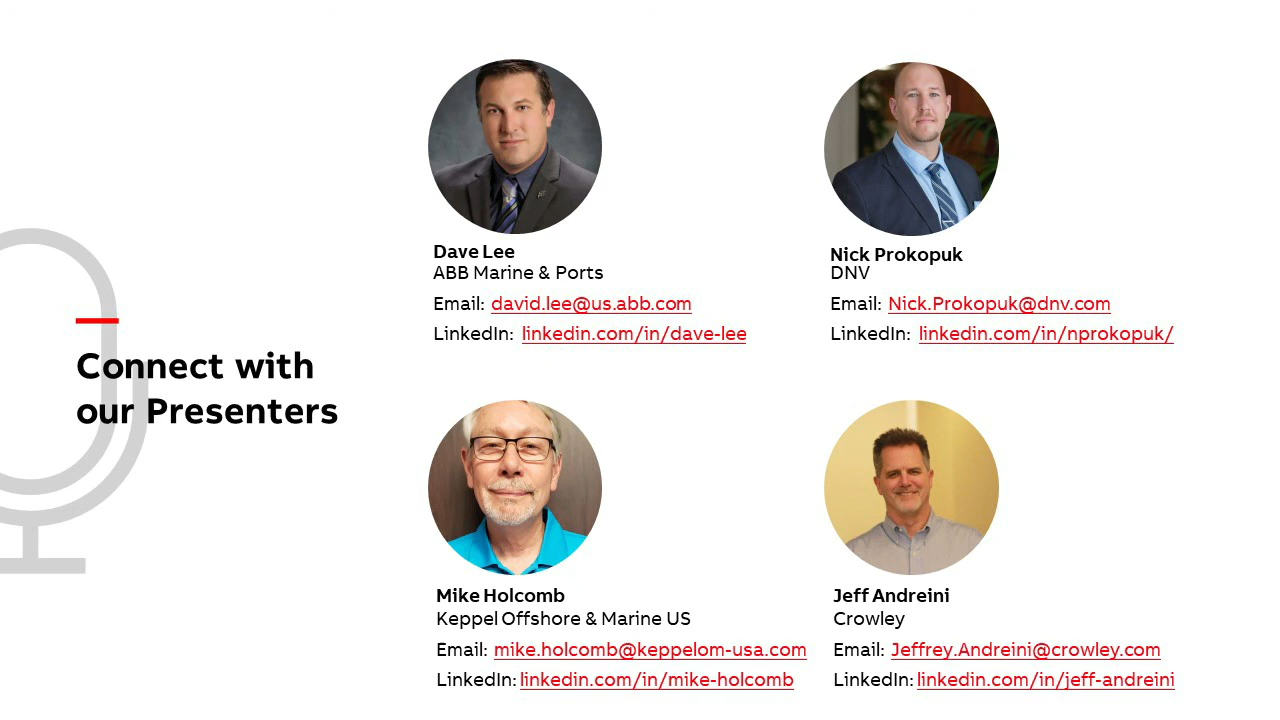 Connect with
our Presenters
Dave Lee
ABB Marine & Ports
Email: david.lee@us.abb.com
LinkedIn: linkedin.com/in/dave-lee
Nick Prokopuk
DNV
Email: Nick.Prokopuk@dnv.com
LinkedIn: linkedin.com/in/nprokopuk/
Mike Holcomb
Keppel Offshore & Marine US
Email: mike.holcomb@keppelom-usa.com
LinkedIn: linkedin.com/in/mike-holcomb
Jeff Andreini
Crowley
Email: Jeffrey.Andreini@crowley.com
LinkedIn: linkedin.com/in/jeff-andreini